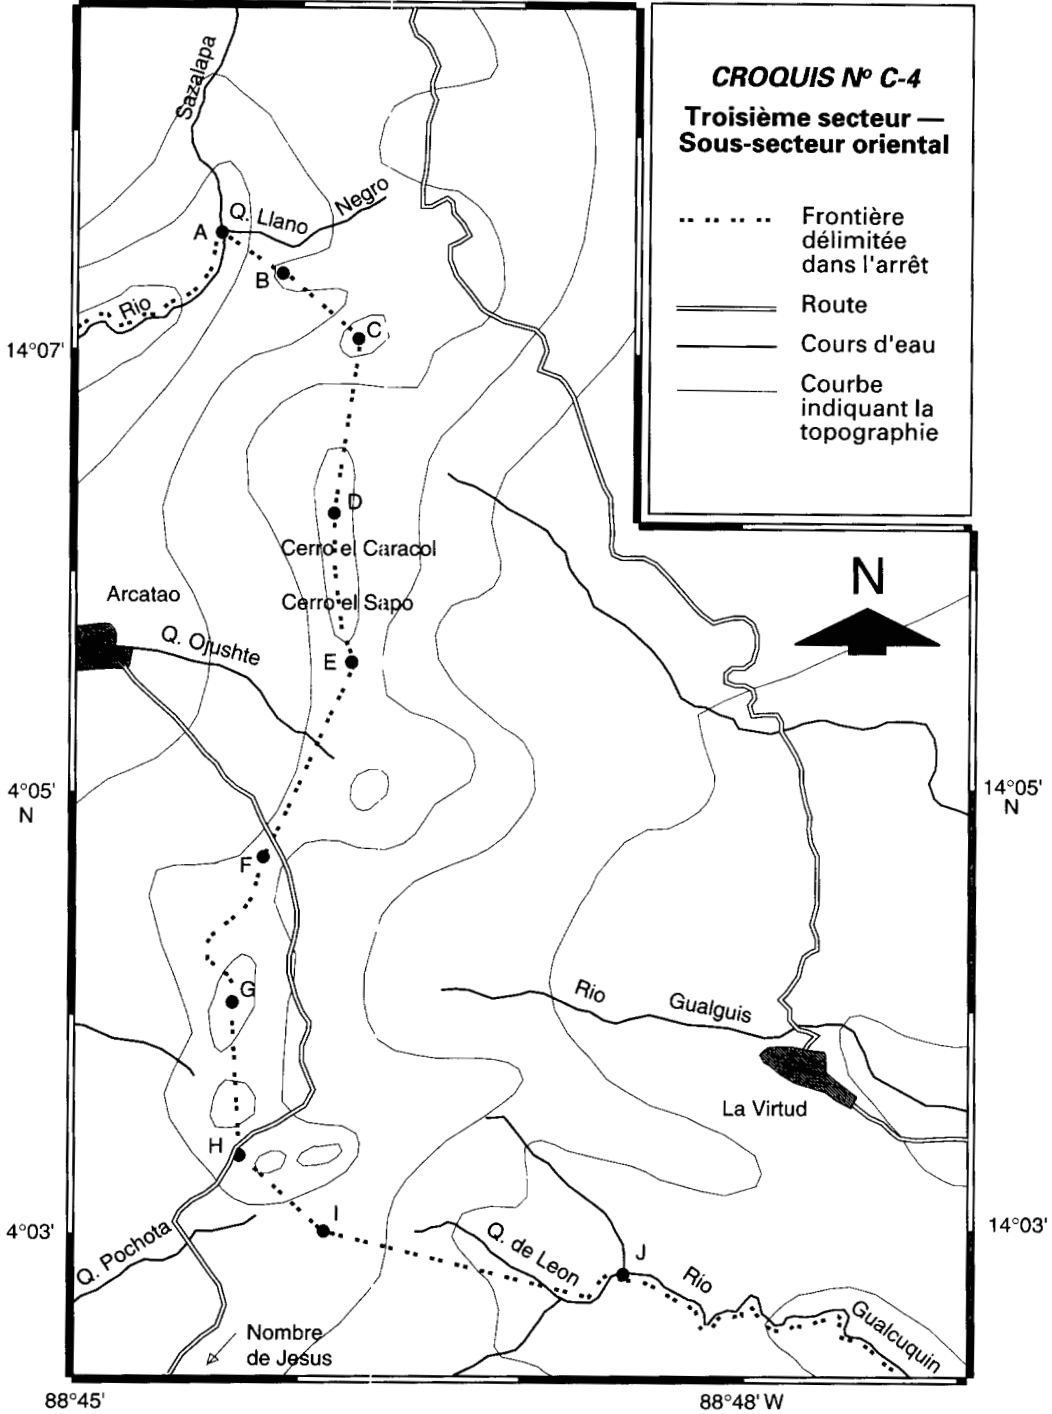 CROQUIS Nº C-4
Troisième secteur —
Sous-secteur oriental
Frontière
délimitée
dans l'arrêt
Route
Cours d'eau
Courbe
indiquant la
topographie
Sazalapa
Q. Llano Negro
A
B
Rio
C
14°07'
D
Cerro el Caracol
Cerro el Sapo
N
Arcatao
Q. Ojushte
E
4°05'
N
14°05'
N
F
G
Rio Gualguis
La Virtud
H
I
4°03'
14°03'
Q. Pochota
Q. de Leon
J
Rio Gualcuquin
Nombre
de Jesus
88°45'
88°48' W